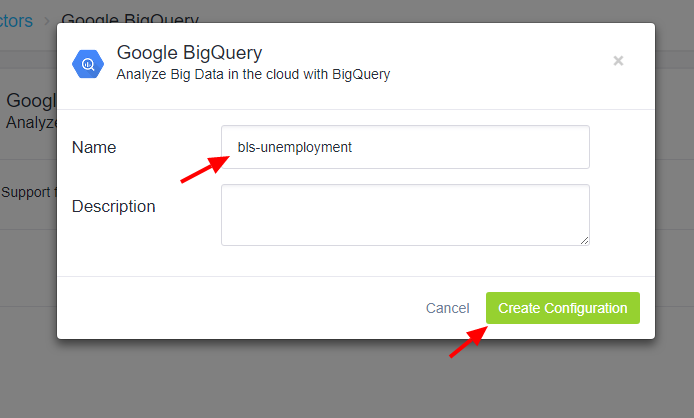 ctors > Google BigQuery
Google BigQuery
Analyze Big Data in the cloud with BigQuery
×
Googl
Analyze
Name
bls-unemployment
Support f
Description
Cancel
Create Configuration